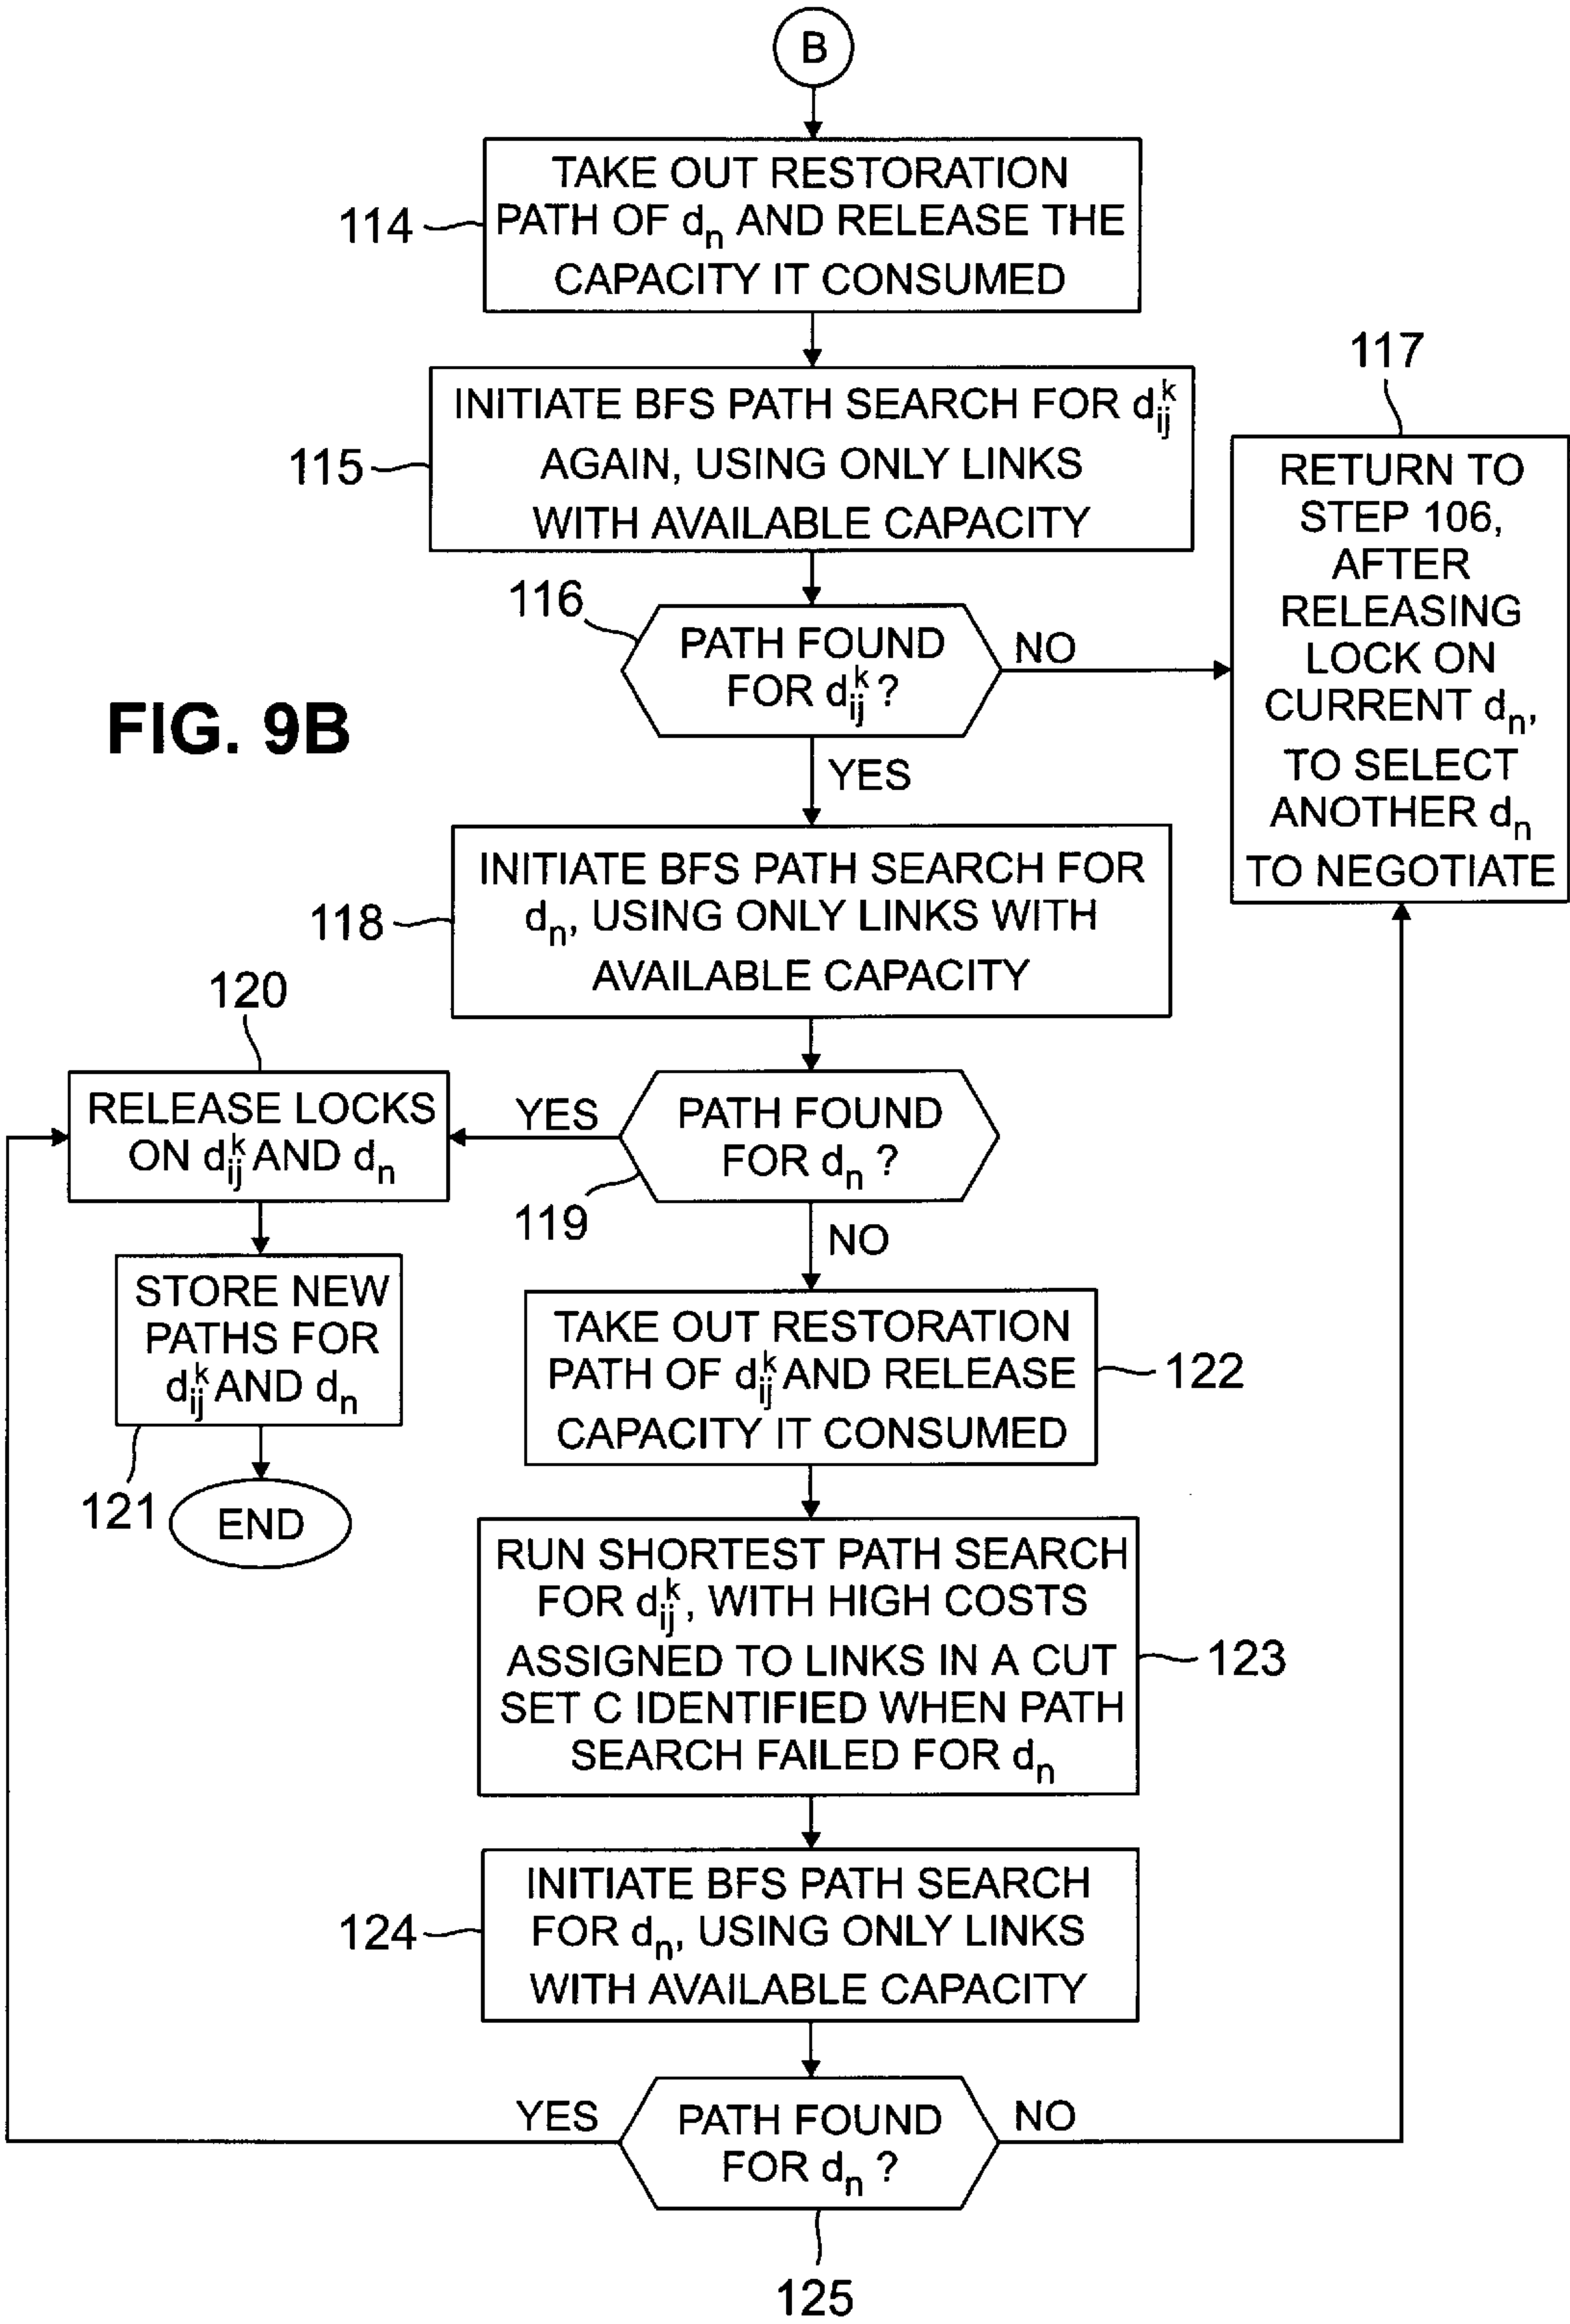 B
TAKE OUT RESTORATION
PATH OF dn AND RELEASE THE
CAPACITY IT CONSUMED
114
INITIATE BFS PATH SEARCH FOR dijk
AGAIN, USING ONLY LINKS
WITH AVAILABLE CAPACITY
115
117
RETURN TO
STEP 106,
AFTER
RELEASING
LOCK ON
CURRENT dn,
TO SELECT
ANOTHER dn
TO NEGOTIATE
116
PATH FOUND
FOR dijk ?
NO
YES
FIG. 9B
INITIATE BFS PATH SEARCH FOR
dn, USING ONLY LINKS WITH
AVAILABLE CAPACITY
118
120
RELEASE LOCKS
ON dijk AND dn
YES
PATH FOUND
FOR dn ?
119
NO
STORE NEW
PATHS FOR
dijk AND dn
121
END
TAKE OUT RESTORATION
PATH OF dijk AND RELEASE
CAPACITY IT CONSUMED
122
RUN SHORTEST PATH SEARCH
FOR dijk, WITH HIGH COSTS
ASSIGNED TO LINKS IN A CUT
SET C IDENTIFIED WHEN PATH
SEARCH FAILED FOR dn
123
INITIATE BFS PATH SEARCH
FOR dn, USING ONLY LINKS
WITH AVAILABLE CAPACITY
124
YES
PATH FOUND
FOR dn ?
NO
125